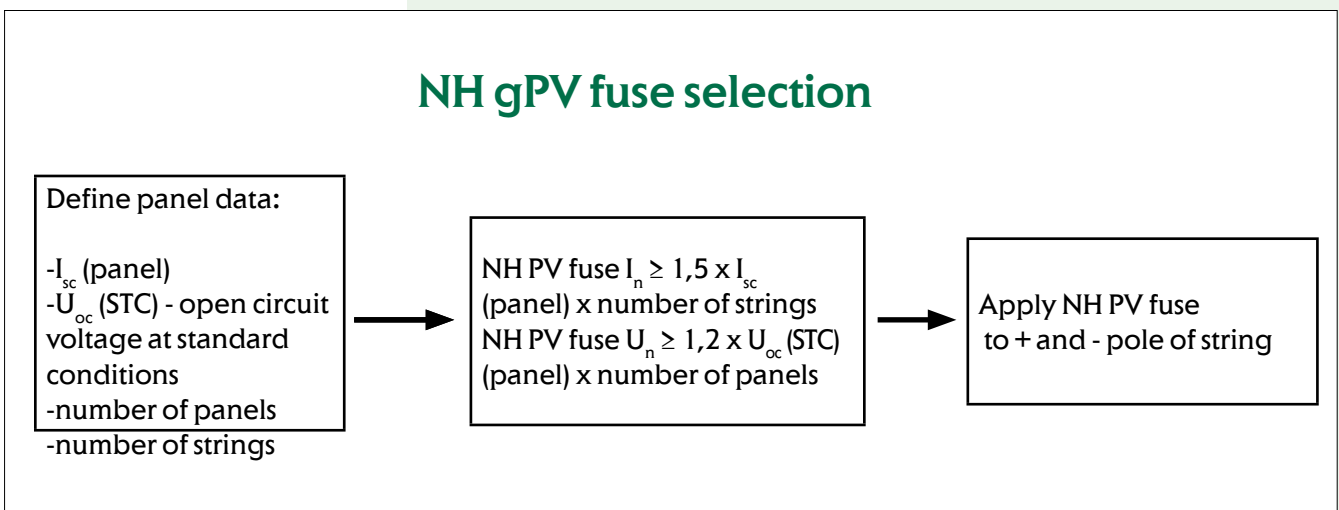 NH gPV fuse selection
Define panel data:
-Isc (panel)
-Uoc (STC) - open circuit
voltage at standard
conditions
-number of panels
-number of strings
NH PV fuse In ≥ 1,5 x Isc
(panel) x number of strings
NH PV fuse Un ≥ 1,2 x Uoc (STC)
(panel) x number of panels
Apply NH PV fuse
to + and - pole of string